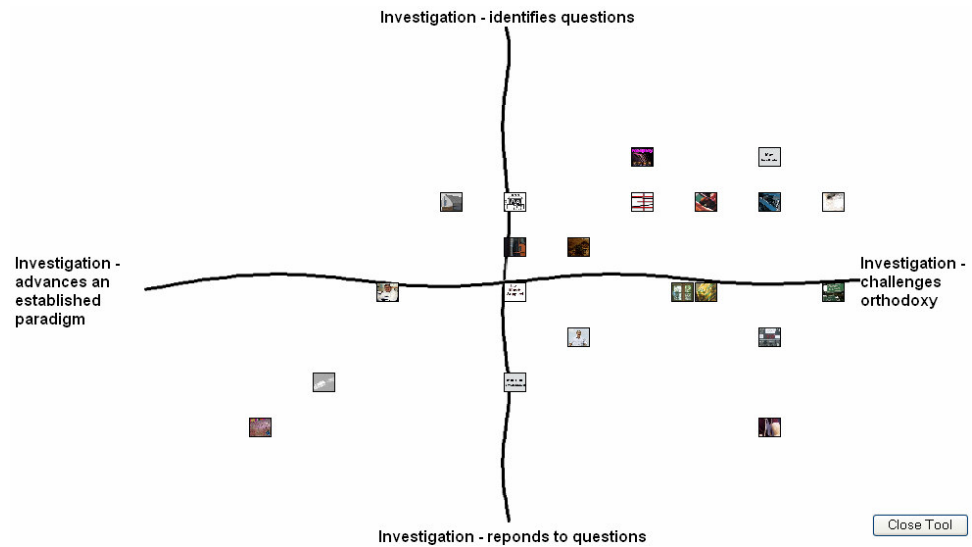 Investigation - identifies questions
Investigation -
advances an
established
paradigm
Investigation -
challenges
orthodoxy
Investigation - reponds to questions
Close Tool